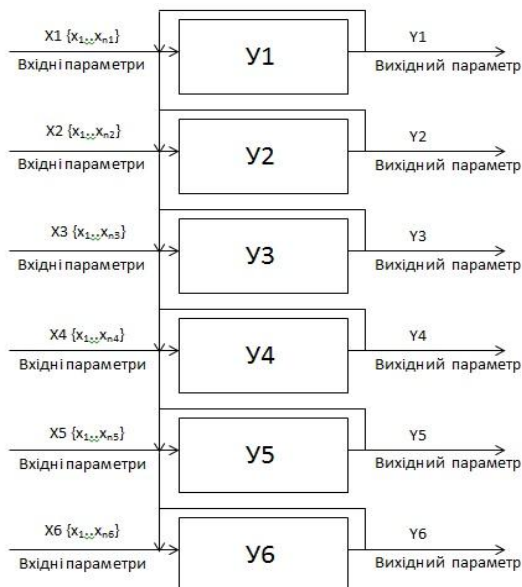 X1 {x₁..xₙ₁}
Вхідні параметри
У1
Y1
Вихідний параметр
X2 {x₁..xₙ₂}
Вхідні параметри
У2
Y2
Вихідний параметр
X3 {x₁..xₙ₃}
Вхідні параметри
У3
Y3
Вихідний параметр
X4 {x₁..xₙ₄}
Вхідні параметри
У4
Y4
Вихідний параметр
X5 {x₁..xₙ₅}
Вхідні параметри
У5
Y5
Вихідний параметр
X6 {x₁..xₙ₆}
Вхідні параметри
У6
Y6
Вихідний параметр